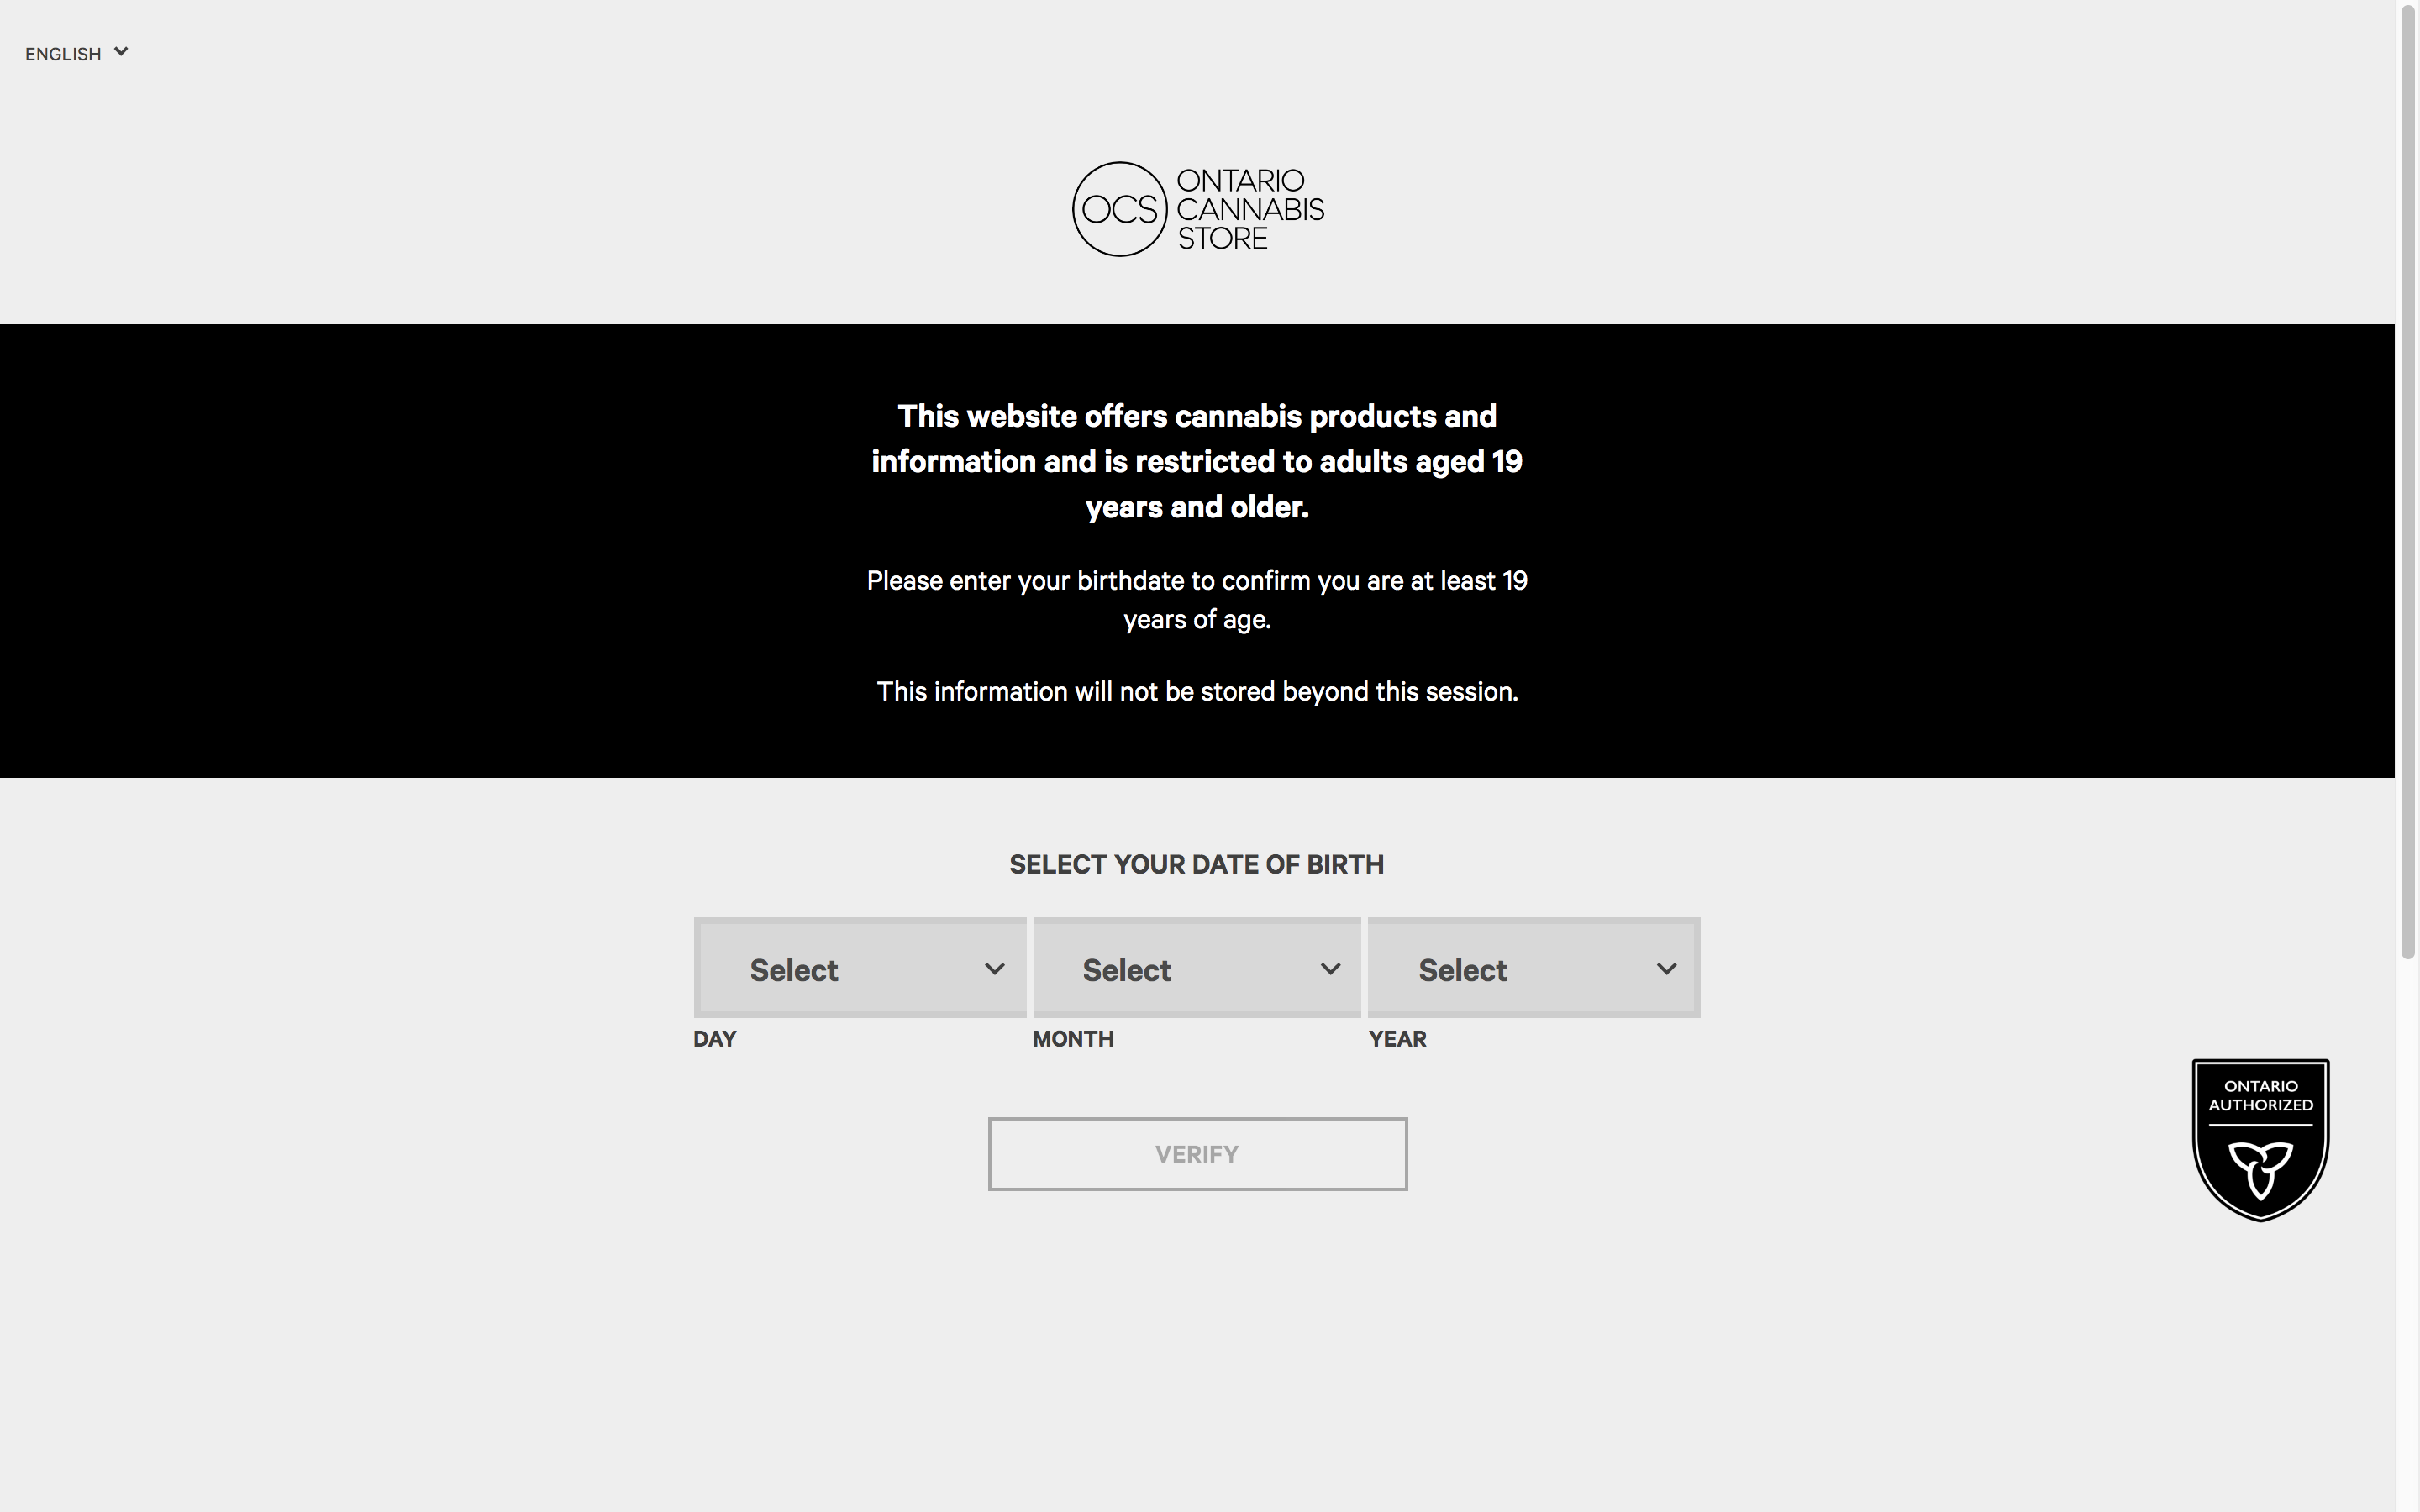 ENGLISH
OCS
ONTARIO
CANNABIS
STORE
This website offers cannabis products and
information and is restricted to adults aged 19
years and older.
Please enter your birthdate to confirm you are at least 19
years of age.
This information will not be stored beyond this session.
SELECT YOUR DATE OF BIRTH
Select Select Select
DAY MONTH YEAR
VERIFY
ONTARIO
AUTHORIZED